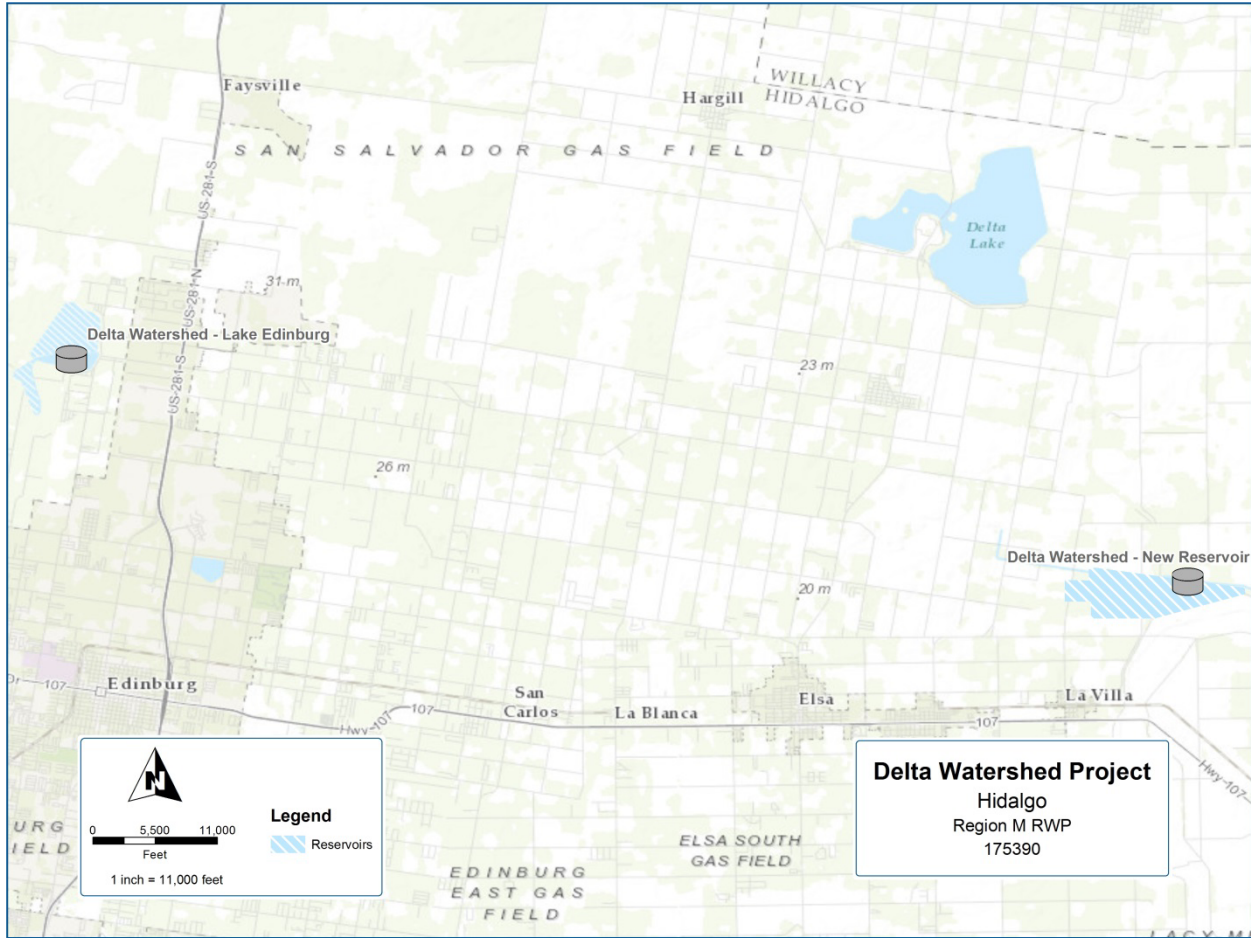 Faysville
Hargill
WILLACY
HIDALGO
SAN SALVADOR GAS FIELD
US-281-S
Delta
Lake
US-281-N
31 m
Delta Watershed - Lake Edinburg
US-281-S
23 m
26 m
Delta Watershed - New Reservoir
20 m
107
Edinburg
San
Carlos
La Blanca
Elsa
La Villa
Hwy-107
107
107
Hwy-107
URG
IELD
N
0 5,500 11,000
Feet
1 inch = 11,000 feet
Legend
Reservoirs
EDINBURG
EAST GAS
FIELD
ELSA SOUTH
GAS FIELD
Delta Watershed Project
Hidalgo
Region M RWP
175390